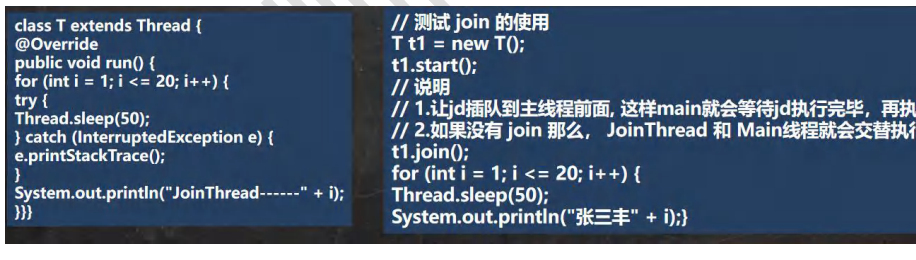 class T extends Thread {
@Override
public void run() {
for (int i = 1; i <= 20; i++) {
try {
Thread.sleep(50);
} catch (InterruptedException e) {
e.printStackTrace();
}
System.out.println("JoinThread------" + i);
}}}
// 测试 join 的使用
T t1 = new T();
t1.start();
// 说明
// 1.让jd插队到主线程前面, 这样main就会等待jd执行完毕，再执
// 2.如果没有 join 那么， JoinThread 和 Main线程就会交替执行
t1.join();
for (int i = 1; i <= 20; i++) {
Thread.sleep(50);
System.out.println("张三丰" + i);}